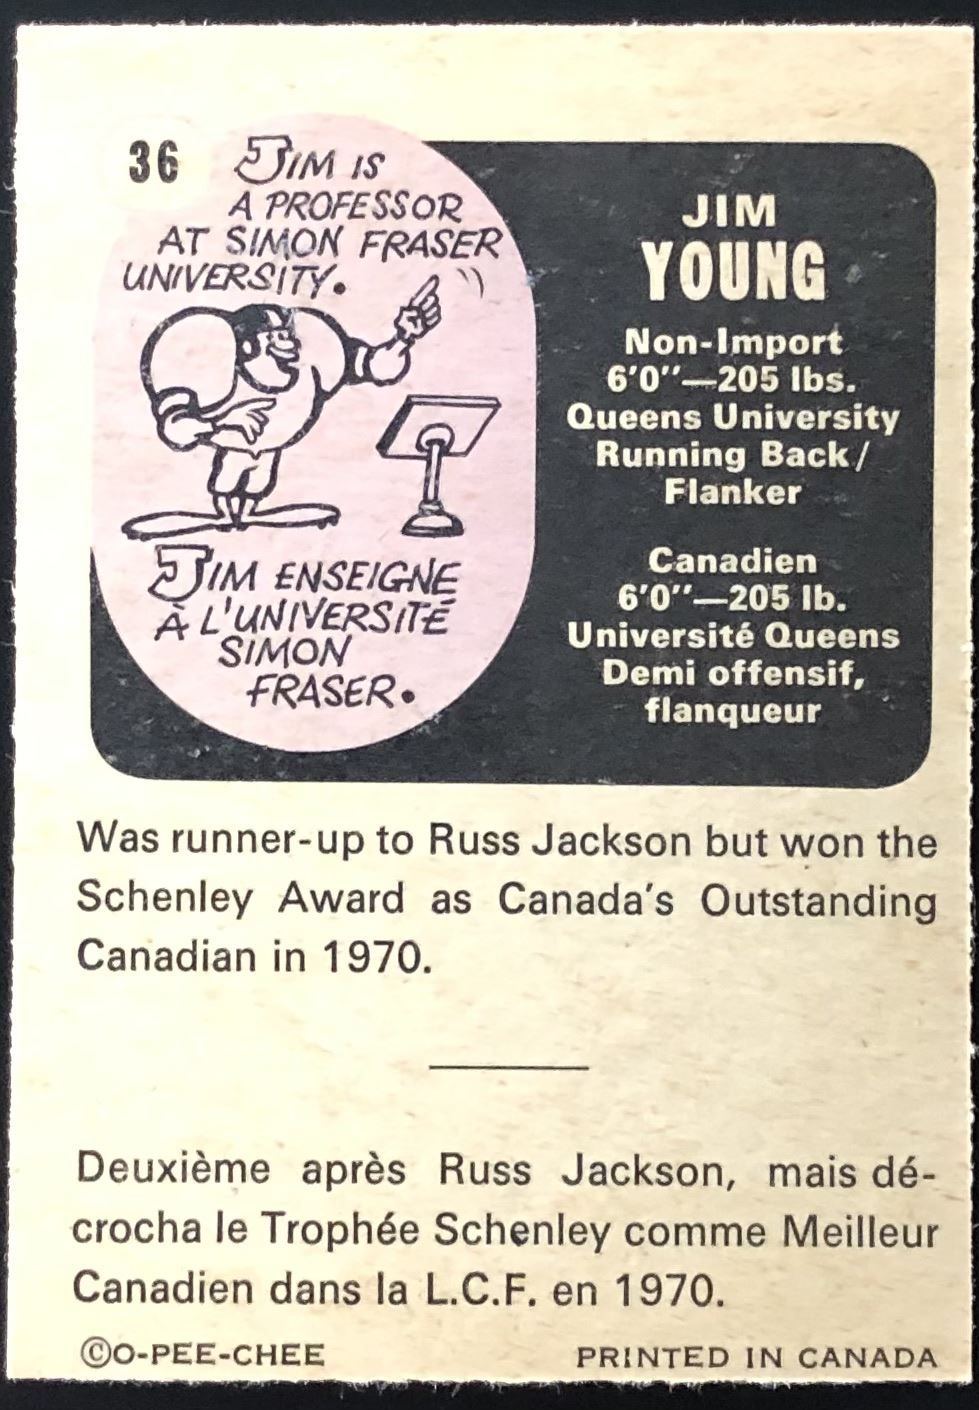 36
JIM IS
A PROFESSOR
AT SIMON FRASER
UNIVERSITY.
JIM ENSEIGNE
À L'UNIVERSITÉ
SIMON
FRASER.
JIM
YOUNG
Non-Import
6'0"—205 lbs.
Queens University
Running Back/
Flanker
Canadien
6'0"—205 lb.
Université Queens
Demi offensif,
flanqueur
Was runner-up to Russ Jackson but won the
Schenley Award as Canada's Outstanding
Canadian in 1970.
Deuxième après Russ Jackson, mais dé-
crocha le Trophée Schenley comme Meilleur
Canadien dans la L.C.F. en 1970.
©O-PEE-CHEE PRINTED IN CANADA